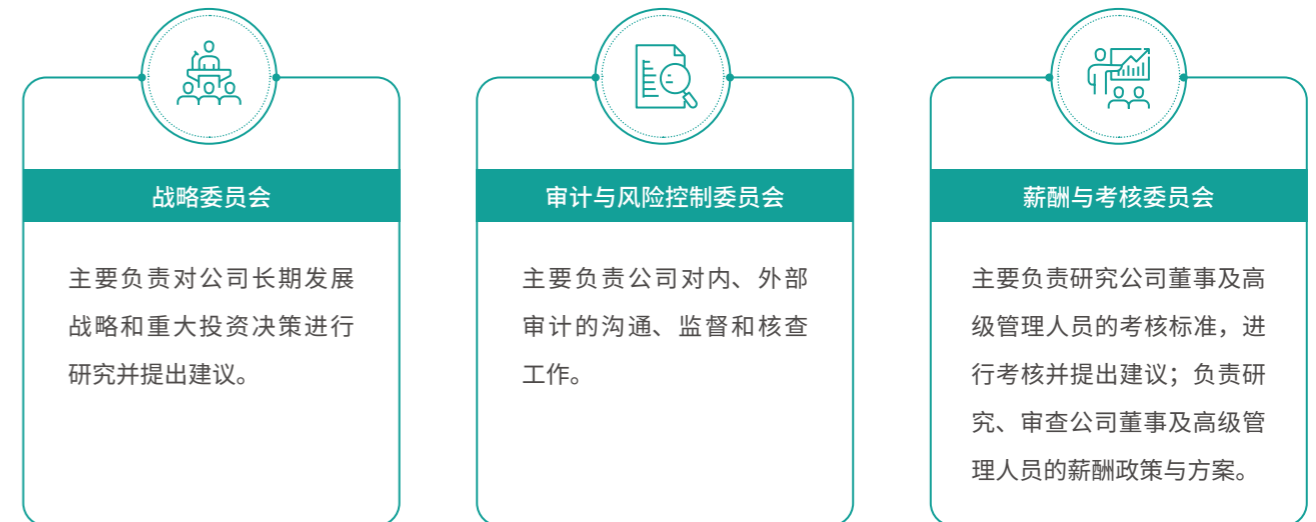 战略委员会
主要负责对公司长期发展
战略和重大投资决策进行
研究并提出建议。
审计与风险控制委员会
主要负责公司对内、外部
审计的沟通、监督和核查
工作。
薪酬与考核委员会
主要负责研究公司董事及高
级管理人员的考核标准，进
行考核并提出建议；负责研
究、审查公司董事及高级管
理人员的薪酬政策与方案。